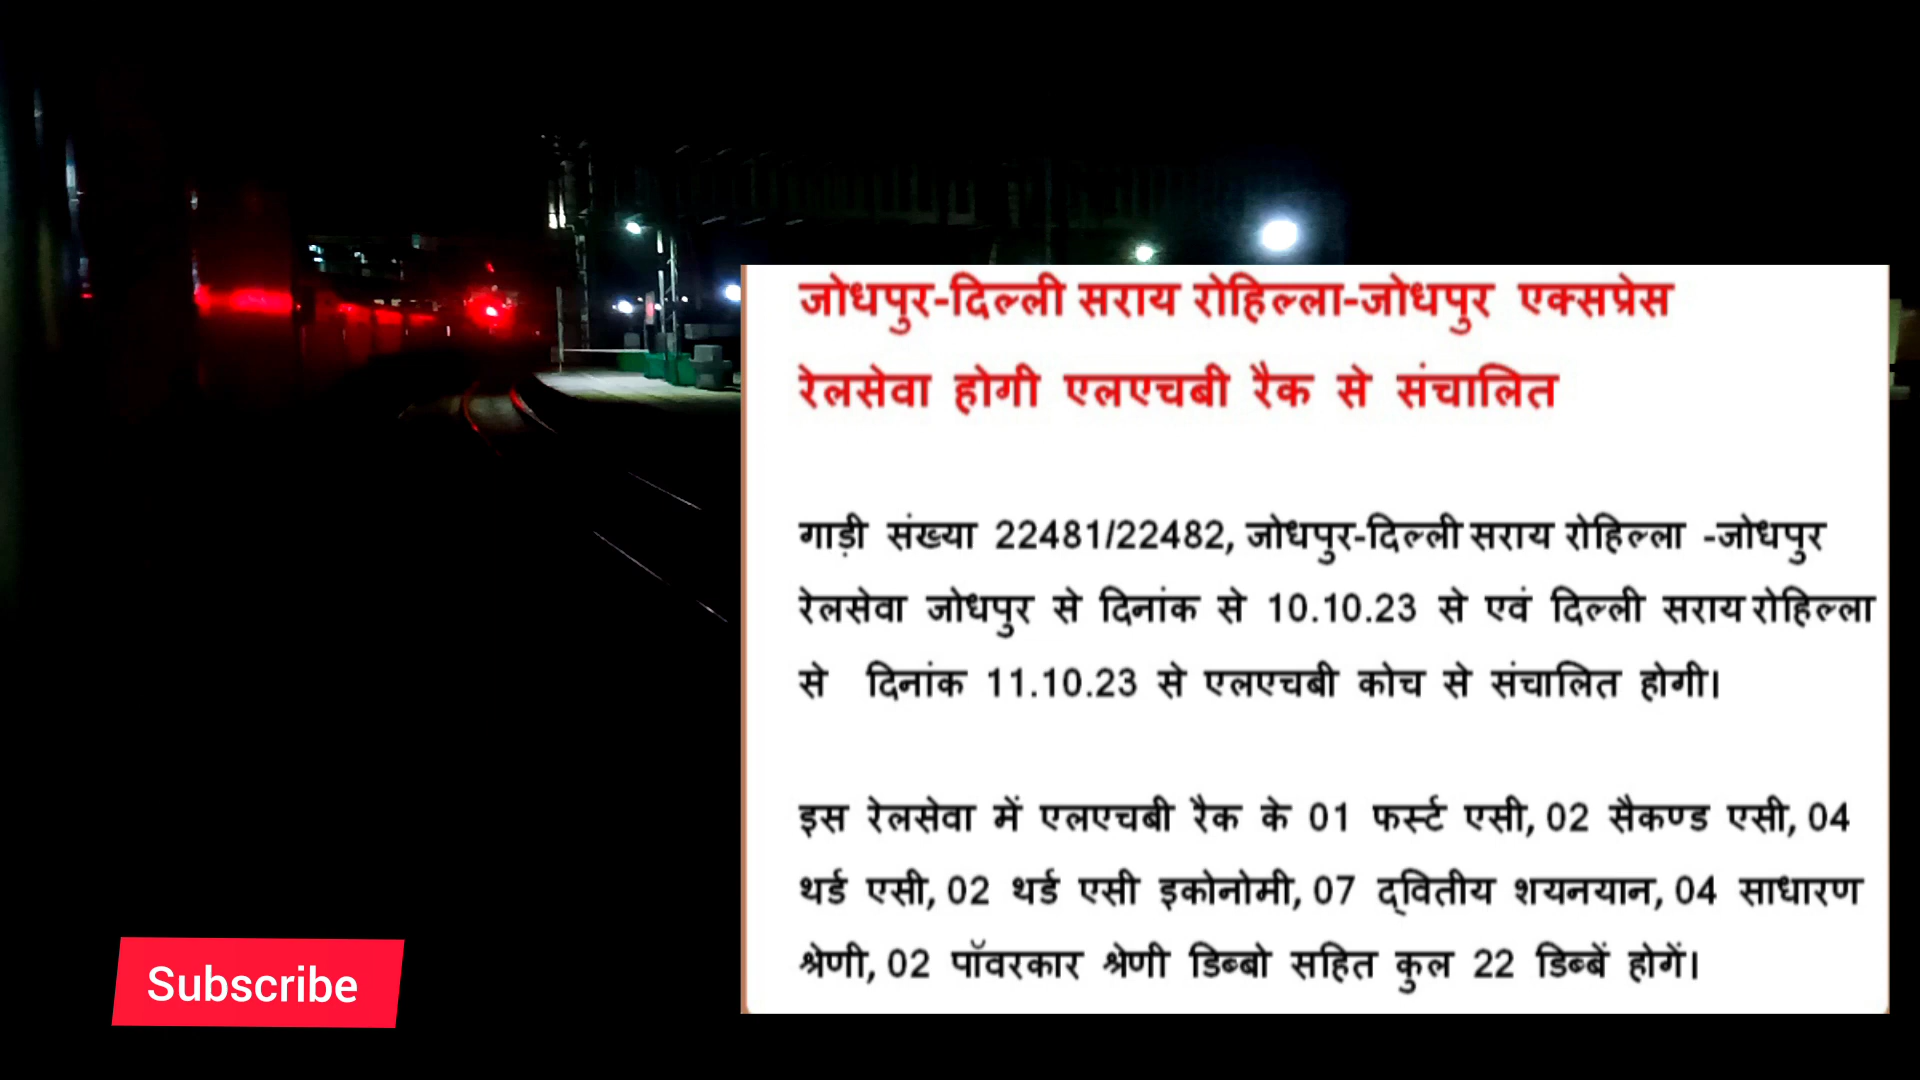 जोधपुर-दिल्ली सराय रोहिल्ला-जोधपुर एक्सप्रेस
रेलसेवा होगी एलएचबी रैक से संचालित
गाड़ी संख्या 22481/22482, जोधपुर-दिल्ली सराय रोहिल्ला -जोधपुर
रेलसेवा जोधपुर से दिनांक से 10.10.23 से एवं दिल्ली सराय रोहिल्ला
से दिनांक 11.10.23 से एलएचबी कोच से संचालित होगी।
इस रेलसेवा में एलएचबी रैक के 01 फर्स्ट एसी, 02 सैकण्ड एसी, 04
थर्ड एसी, 02 थर्ड एसी इकोनोमी, 07 द्वितीय शयनयान, 04 साधारण
श्रेणी, 02 पॉवरकार श्रेणी डिब्बो सहित कुल 22 डिब्बें होगें।
Subscribe